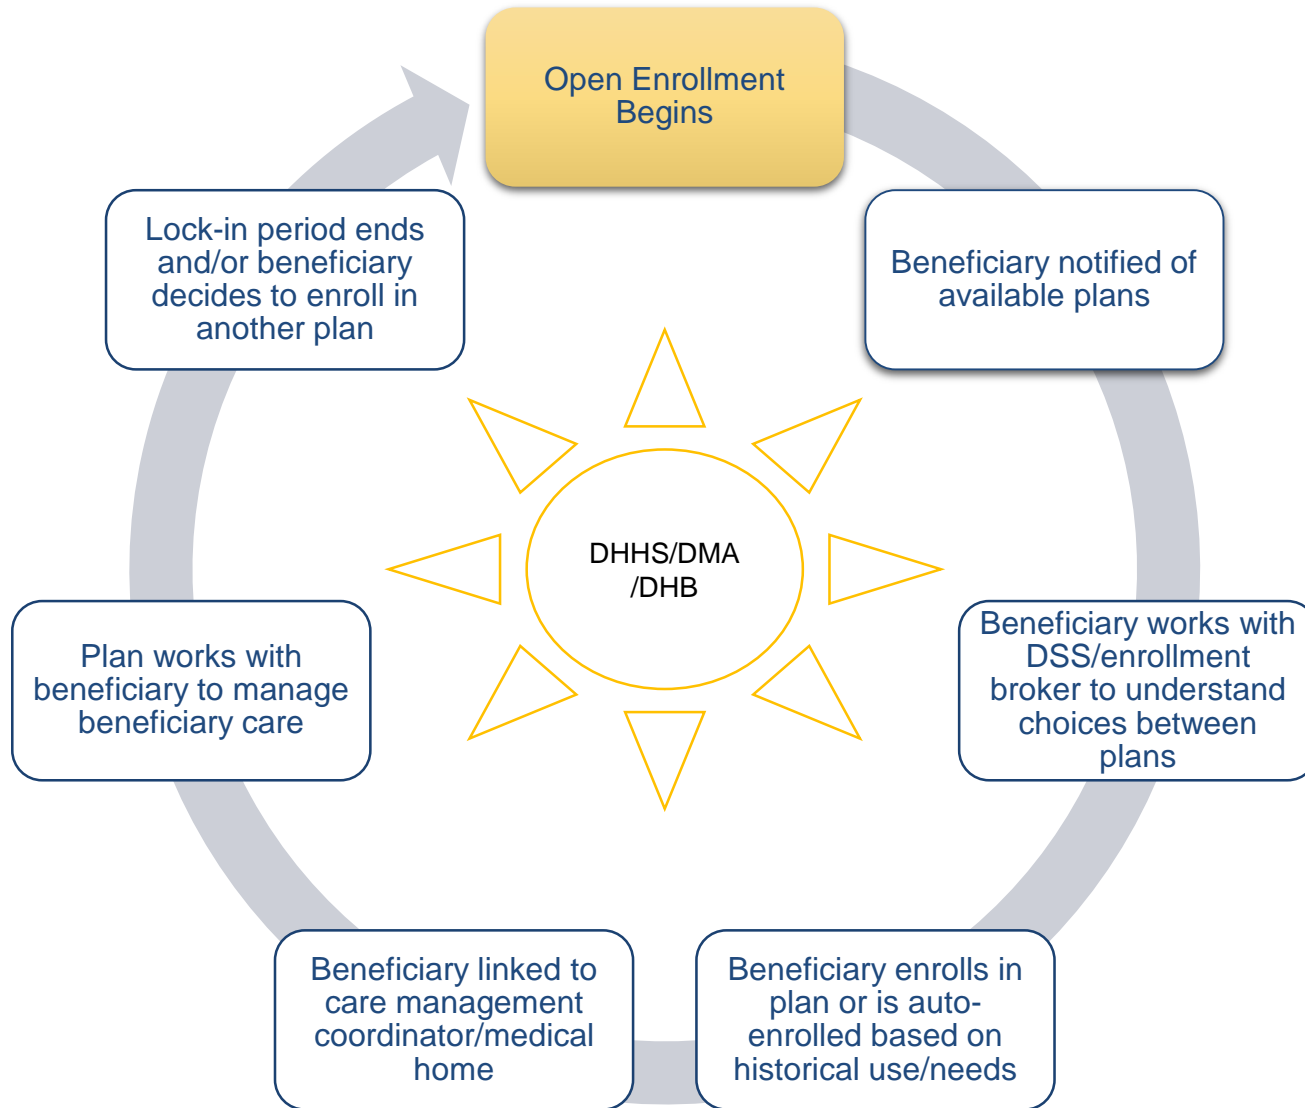 Open Enrollment
Begins
Beneficiary notified of
available plans
Beneficiary works with
DSS/enrollment
broker to understand
choices between
plans
Beneficiary enrolls in
plan or is auto-
enrolled based on
historical use/needs
Beneficiary linked to
care management
coordinator/medical
home
Plan works with
beneficiary to manage
beneficiary care
Lock-in period ends
and/or beneficiary
decides to enroll in
another plan
DHHS/DMA
/DHB